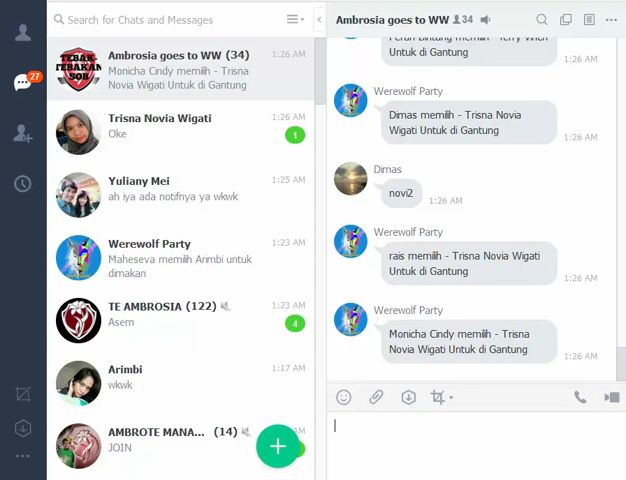 Search for Chats and Messages
27
TEBAK
TEBAKAN
SOB
Ambrosia goes to WW (34)
1:26 AM
Monicha Cindy memilih - Trisna
Novia Wigati Untuk di Gantung
Trisna Novia Wigati
1:26 AM
Oke
1
Yuliany Mei
1:25 AM
ah iya ada notifnya ya wkwk
Werewolf Party
1:23 AM
Maheseva memilih Arimbi untuk
dimakan
TE AMBROSIA (122)
1:23 AM
Asem
4
Arimbi
1:17 AM
wkwk
AMBROTE MANA... (14)
JOIN
Ambrosia goes to WW 34
Untuk di Gantung
1:26 AM
Werewolf Party
Dimas memilih - Trisna Novia
Wigati Untuk di Gantung
1:26 AM
Dimas
novi2
1:26 AM
Werewolf Party
rais memilih - Trisna Novia Wigati
Untuk di Gantung
1:26 AM
Werewolf Party
Monicha Cindy memilih - Trisna
Novia Wigati Untuk di Gantung
1:26 AM